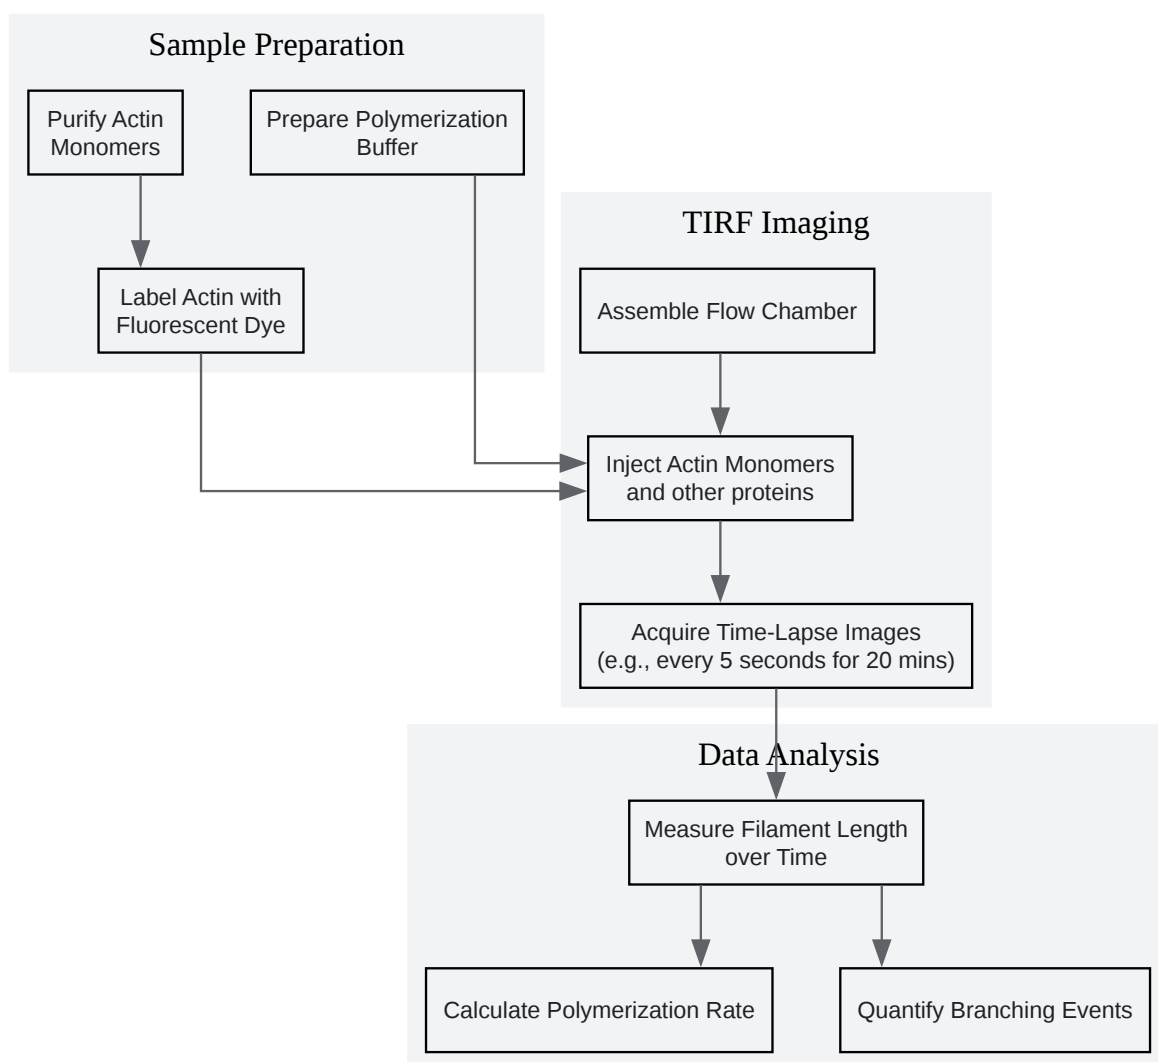 Sample Preparation
Purify Actin
Monomers
Prepare Polymerization
Buffer
Label Actin with
Fluorescent Dye
TIRF Imaging
Assemble Flow Chamber
Inject Actin Monomers
and other proteins
Acquire Time-Lapse Images
(e.g., every 5 seconds for 20 mins)
Data Analysis
Measure Filament Length
over Time
Calculate Polymerization Rate
Quantify Branching Events